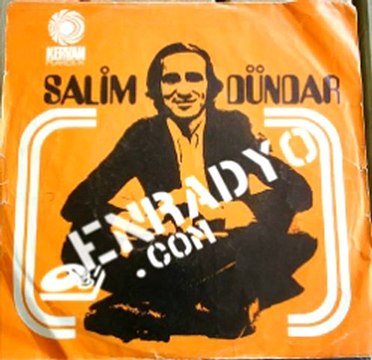 KERVAN
SALİM DÜNDAR
ENRADYO
.COM